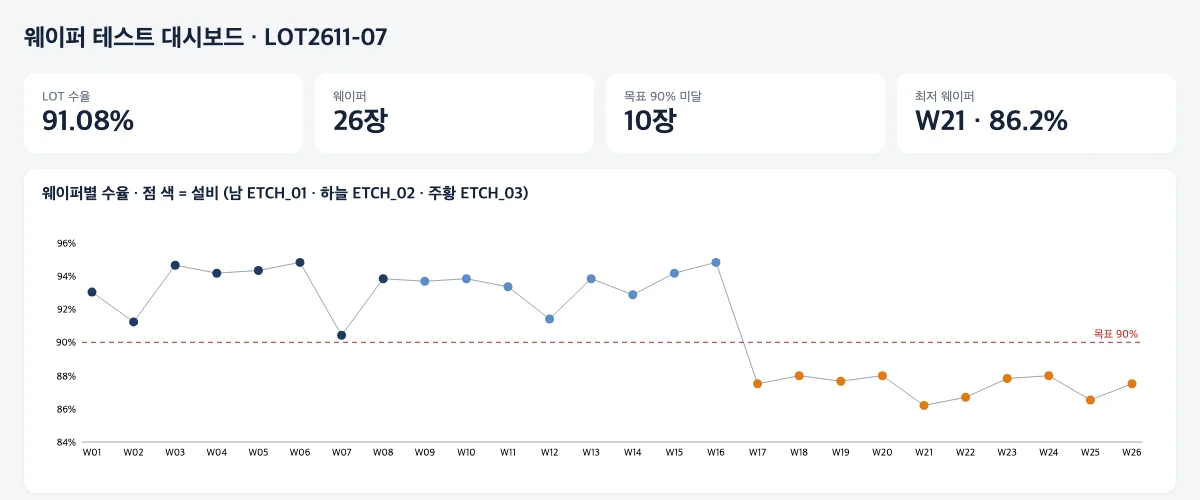 웨이퍼 테스트 대시보드 · LOT2611-07
LOT 수율
91.08%
웨이퍼
26장
목표 90% 미달
10장
최저 웨이퍼
W21 · 86.2%
웨이퍼별 수율 · 점 색 = 설비 (남 ETCH_01 · 하늘 ETCH_02 · 주황 ETCH_03)
96%
94%
92%
90%
88%
86%
84%
목표 90%
W01 W02 W03 W04 W05 W06 W07 W08 W09 W10 W11 W12 W13 W14 W15 W16 W17 W18 W19 W20 W21 W22 W23 W24 W25 W26